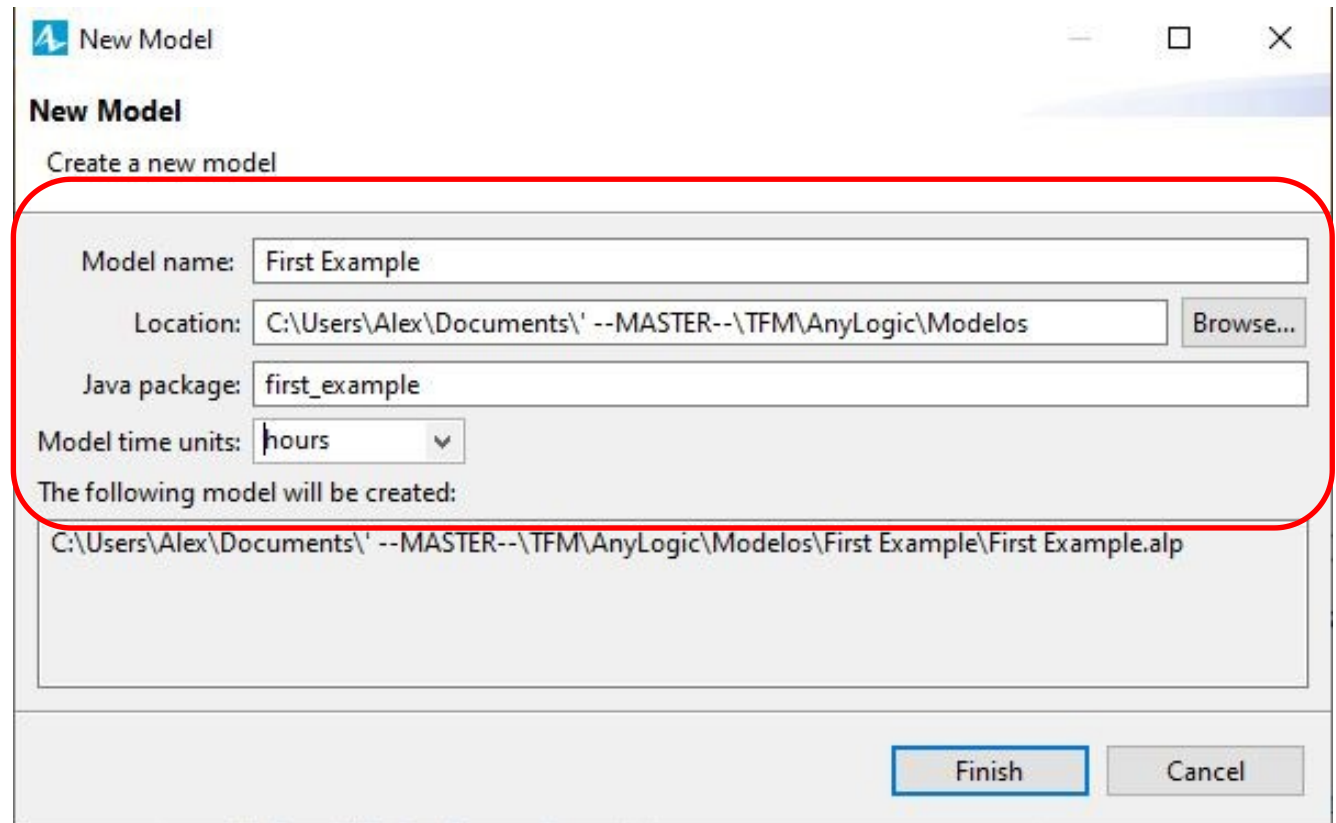 New Model
New Model
Create a new model
Model name: First Example
Location: C:\Users\Alex\Documents\' --MASTER--\TFM\AnyLogic\Modelos Browse...
Java package: first_example
Model time units: hours
The following model will be created:
C:\Users\Alex\Documents\' --MASTER--\TFM\AnyLogic\Modelos\First Example\First Example.alp
Finish Cancel